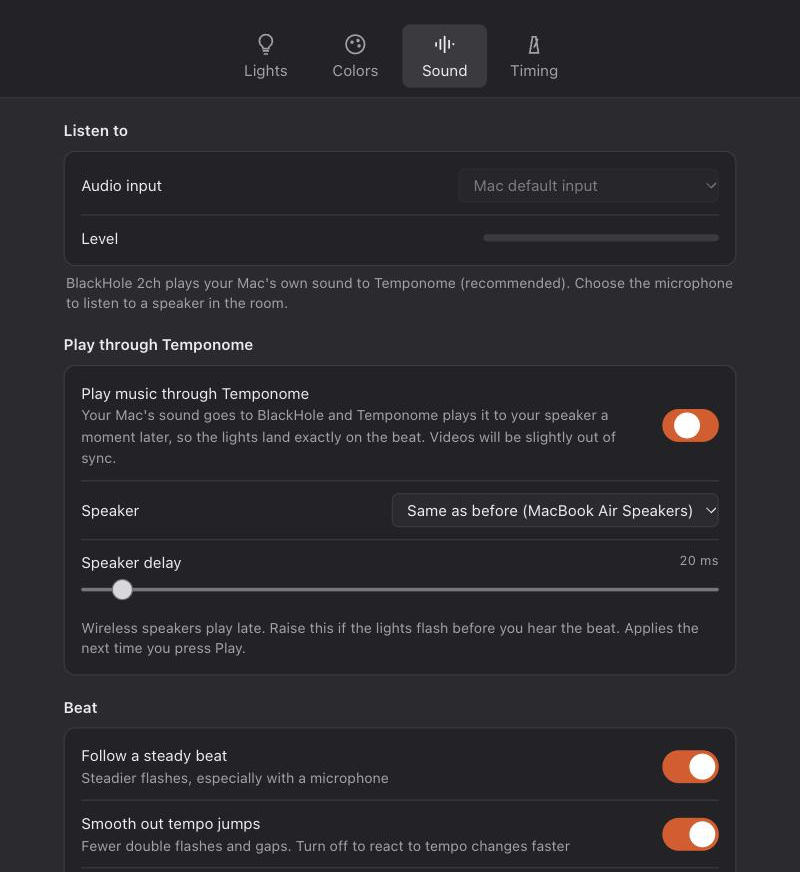 Lights
Colors
Sound
Timing
Listen to
Audio input
Mac default input
Level
BlackHole 2ch plays your Mac's own sound to Temponome (recommended). Choose the microphone
to listen to a speaker in the room.
Play through Temponome
Play music through Temponome
Your Mac's sound goes to BlackHole and Temponome plays it to your speaker a
moment later, so the lights land exactly on the beat. Videos will be slightly out of
sync.
Speaker
Same as before (MacBook Air Speakers)
Speaker delay
20 ms
Wireless speakers play late. Raise this if the lights flash before you hear the beat. Applies the
next time you press Play.
Beat
Follow a steady beat
Steadier flashes, especially with a microphone
Smooth out tempo jumps
Fewer double flashes and gaps. Turn off to react to tempo changes faster